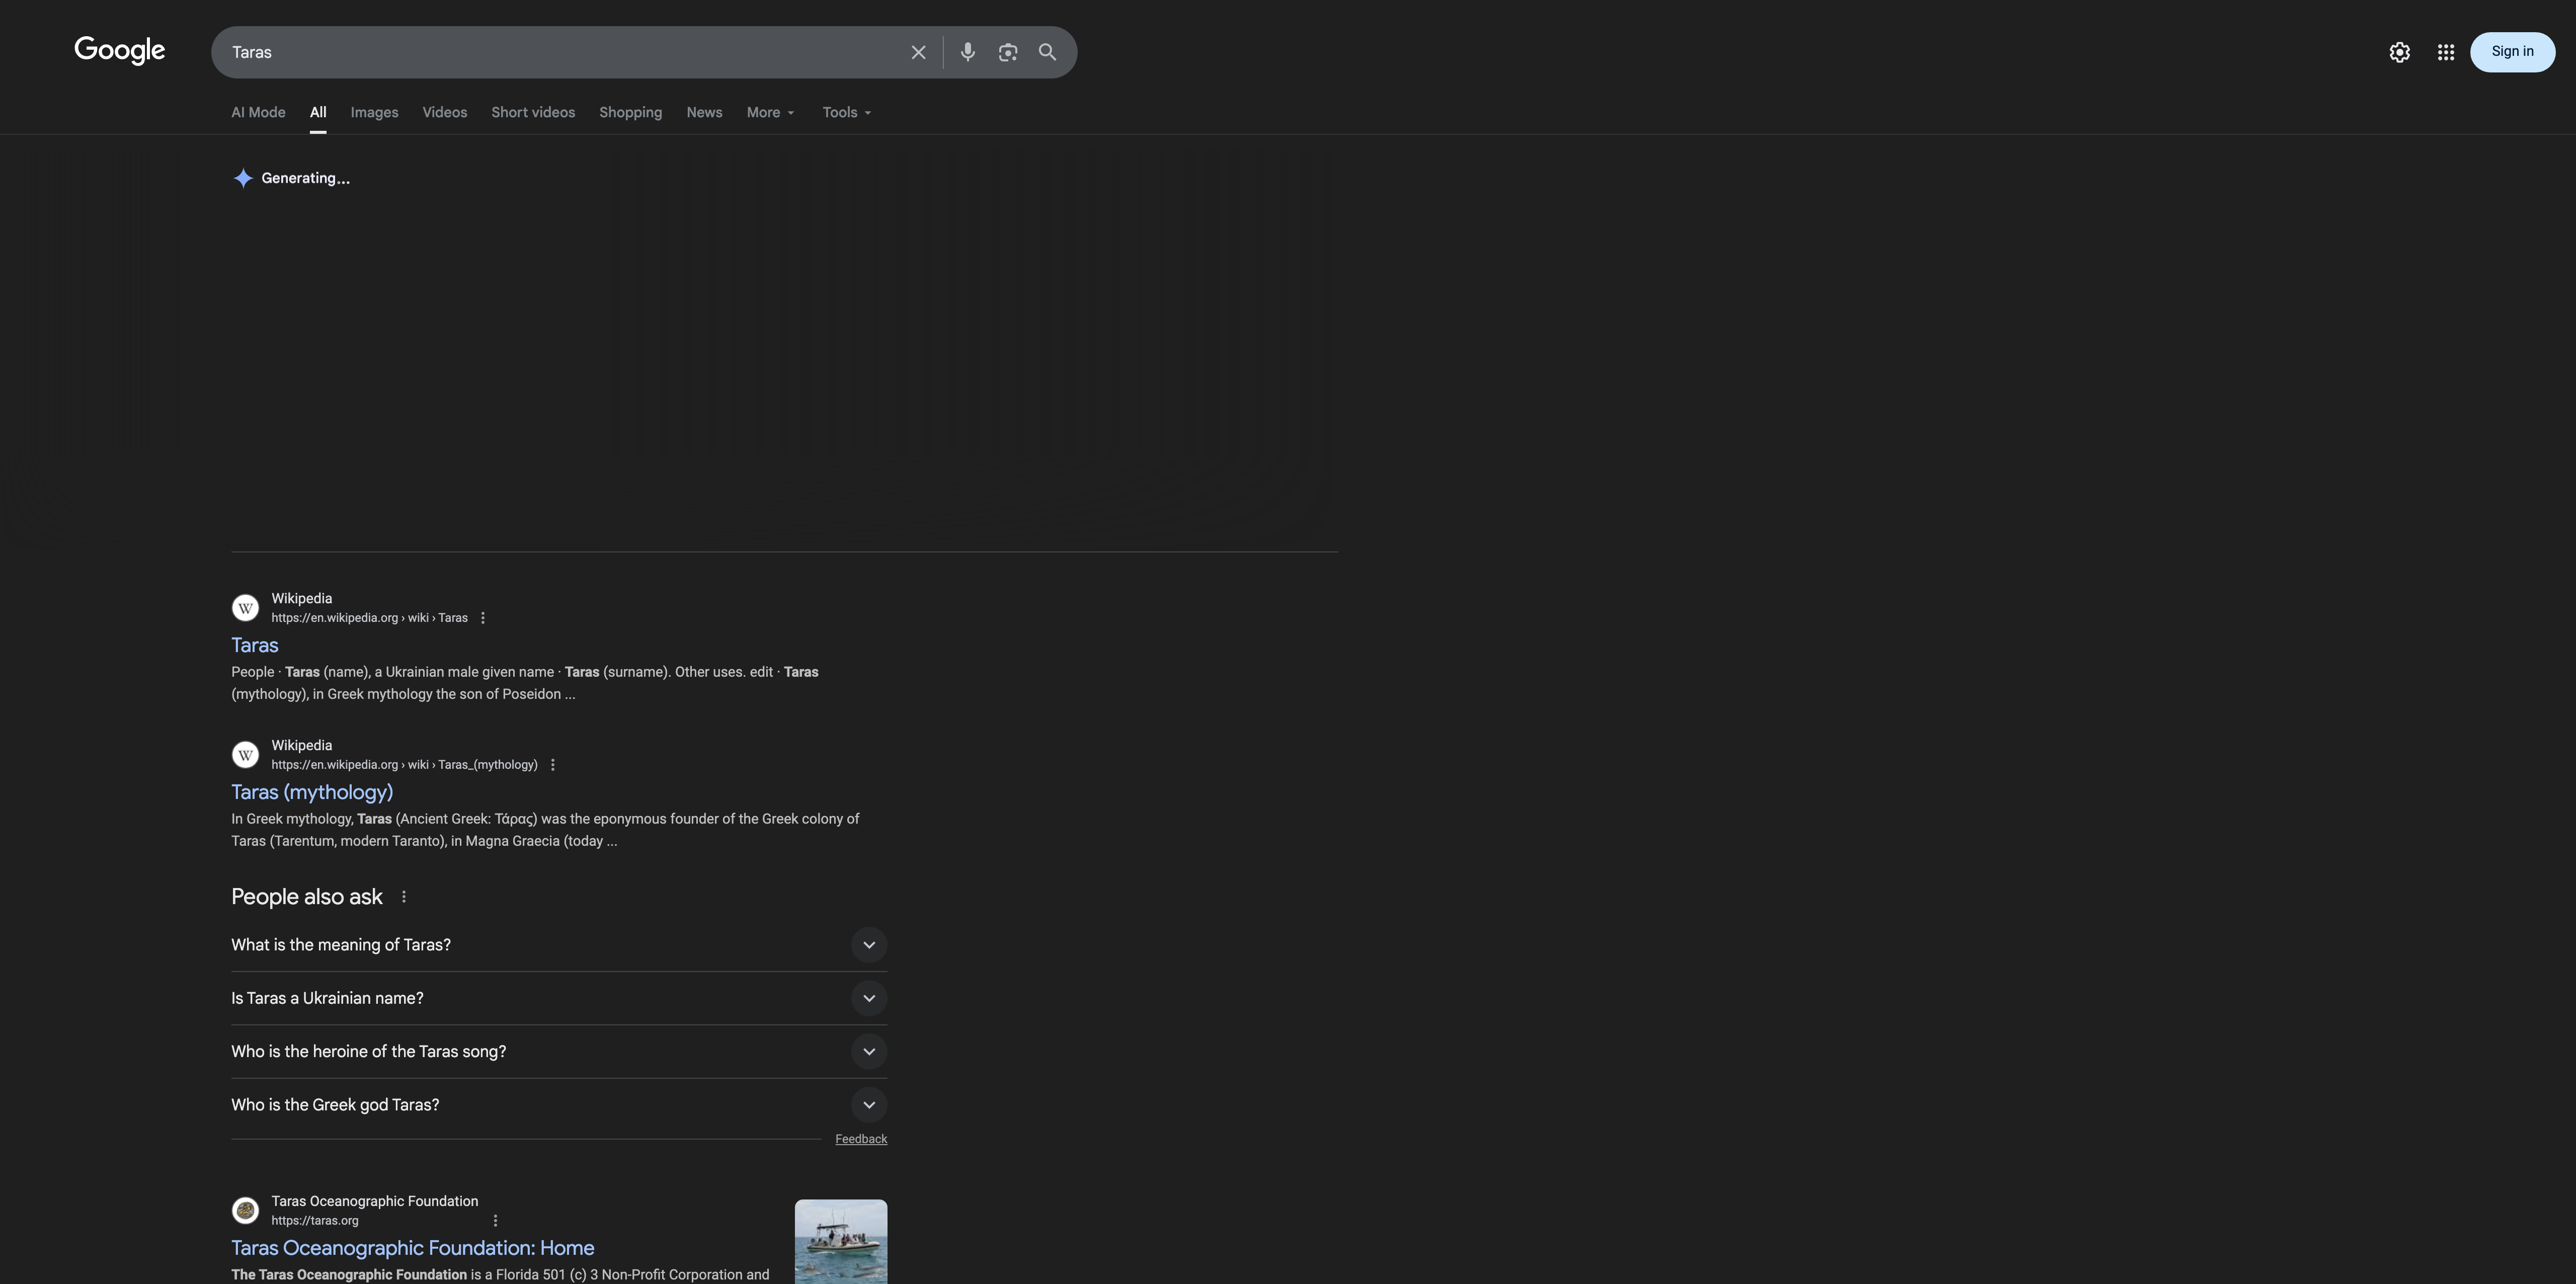 Google
Taras
Sign in
AI Mode
All
Images
Videos
Short videos
Shopping
News
More
Tools
Generating...
Wikipedia
https://en.wikipedia.org › wiki › Taras
Taras
People · Taras (name), a Ukrainian male given name · Taras (surname). Other uses. edit · Taras
(mythology), in Greek mythology the son of Poseidon ...
Wikipedia
https://en.wikipedia.org › wiki › Taras_(mythology)
Taras (mythology)
In Greek mythology, Taras (Ancient Greek: Τάρας) was the eponymous founder of the Greek colony of
Taras (Tarentum, modern Taranto), in Magna Graecia (today ...
People also ask
What is the meaning of Taras?
Is Taras a Ukrainian name?
Who is the heroine of the Taras song?
Who is the Greek god Taras?
Feedback
Taras Oceanographic Foundation
https://taras.org
Taras Oceanographic Foundation: Home
The Taras Oceanographic Foundation is a Florida 501 (c) 3 Non-Profit Corporation and